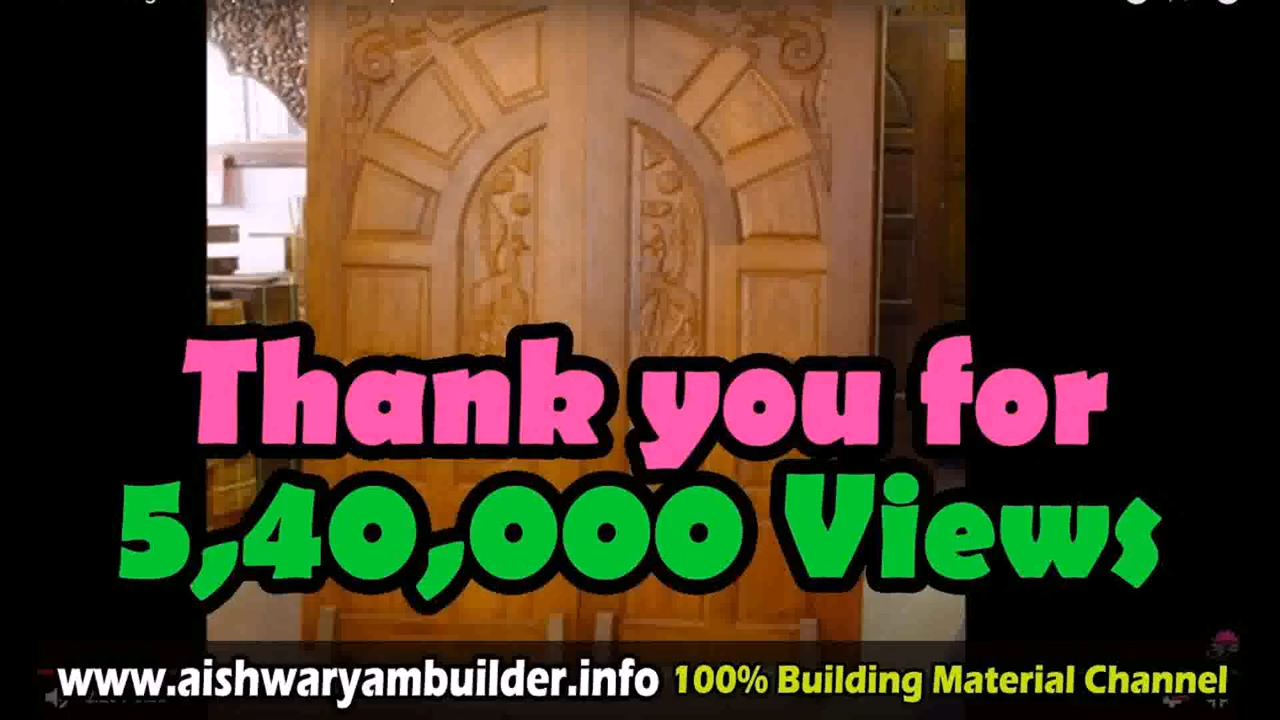 Thank you for
5,40,000 Views
www.aishwaryambuilder.info 100% Building Material Channel